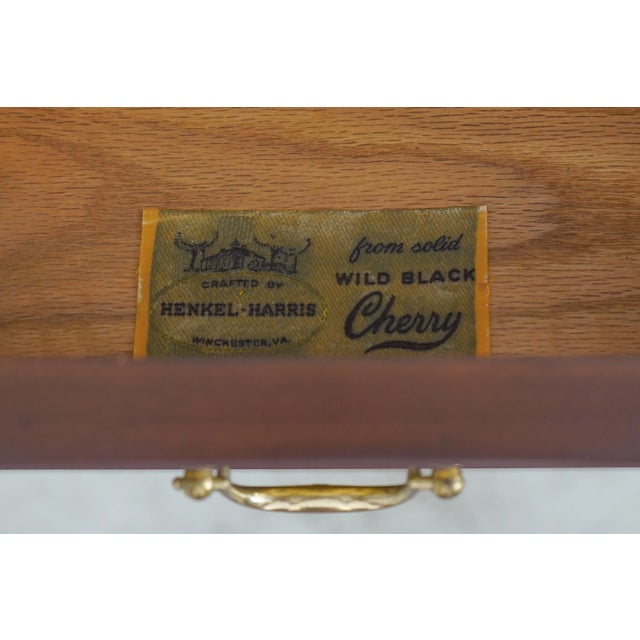 CRAFTED BY
HENKEL-HARRIS
WINCHESTER, VA.
from solid
WILD BLACK
Cherry